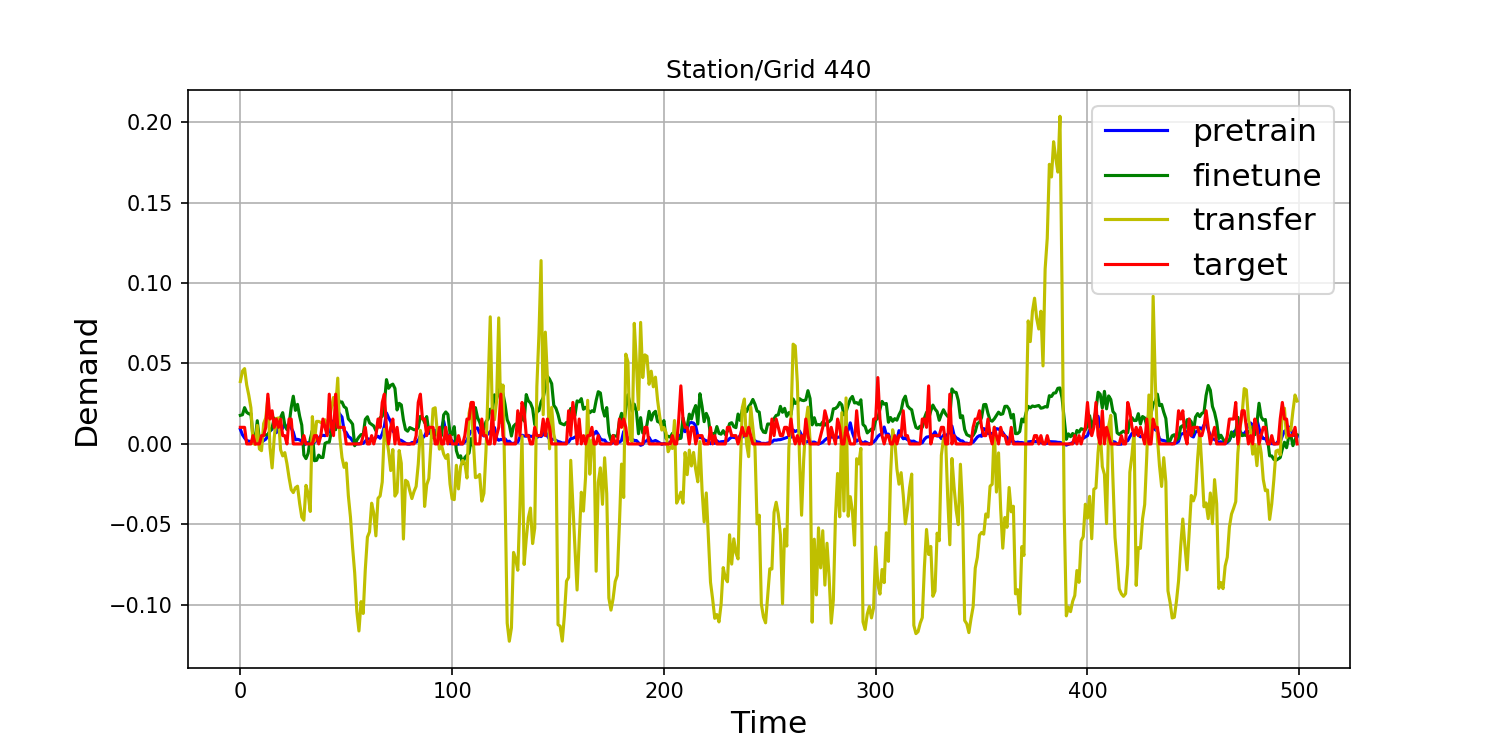 Station/Grid 440
0.20
0.15
0.10
0.05
0.00
−0.05
−0.10
Demand
pretrain
finetune
transfer
target
0 100 200 300 400 500
Time